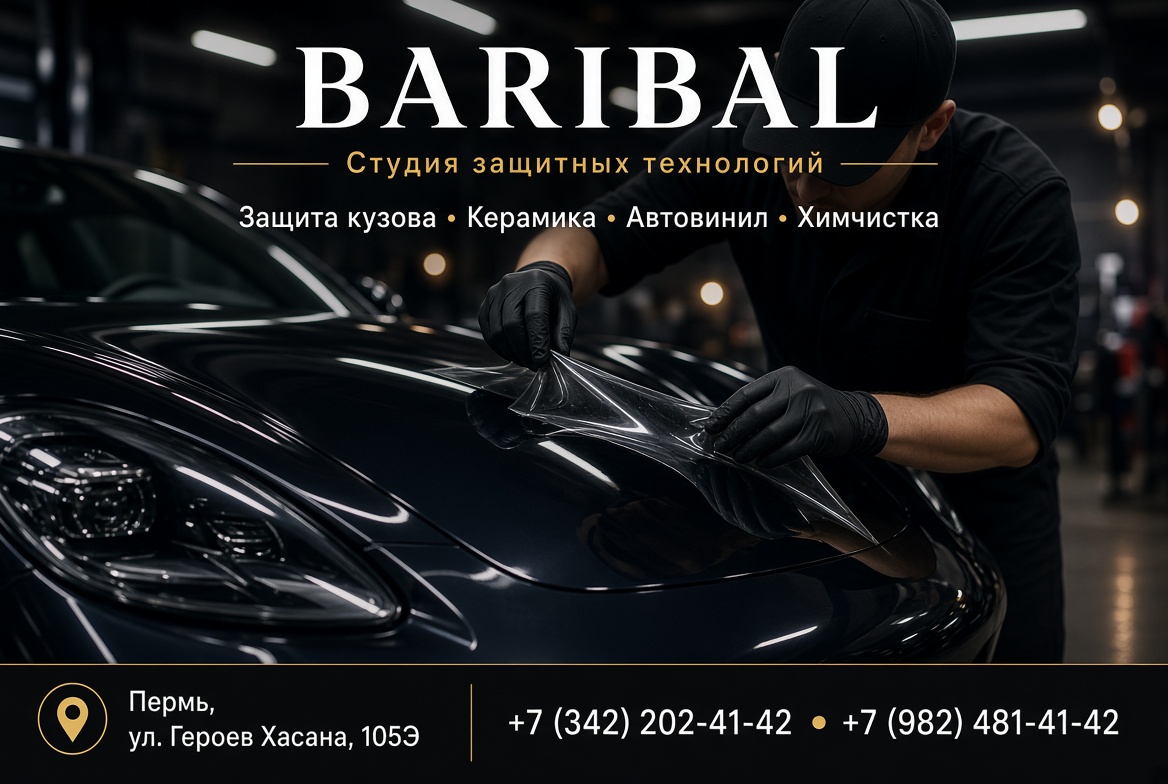 BARIBAL
Студия защитных технологий
Защита кузова • Керамика • Автовинил • Химчистка
Пермь,
ул. Героев Хасана, 105Э
+7 (342) 202-41-42 • +7 (982) 481-41-42